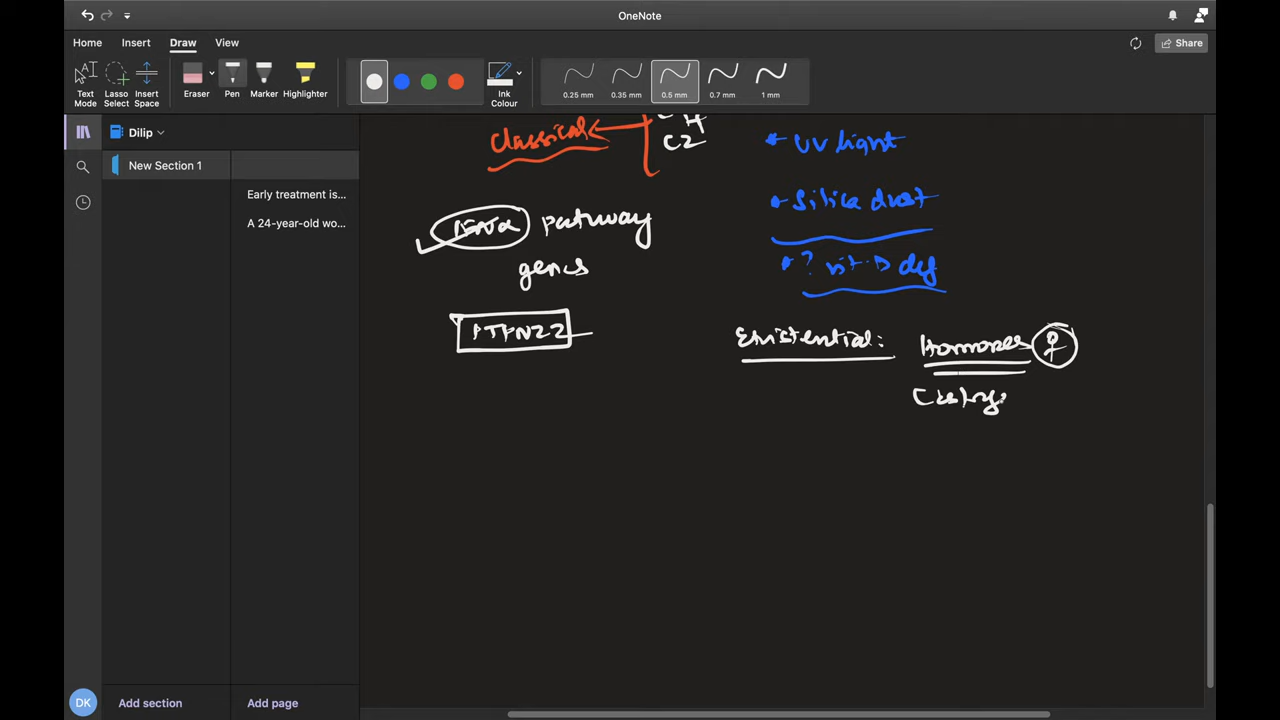 OneNote
Home Insert Draw View
Share
Text Mode
Lasso Select
Insert Space
Eraser
Pen
Marker
Highlighter
Ink Colour
0.25 mm
0.35 mm
0.5 mm
0.7 mm
1 mm
Dilip
New Section 1
Early treatment is...
A 24-year-old wo...
Classical
C2
* UV light
* Silica dust
* ? vit. D def
IFNα pathway
genes
PTPN22
Existential: Hormones ♀
DK
Add section
Add page